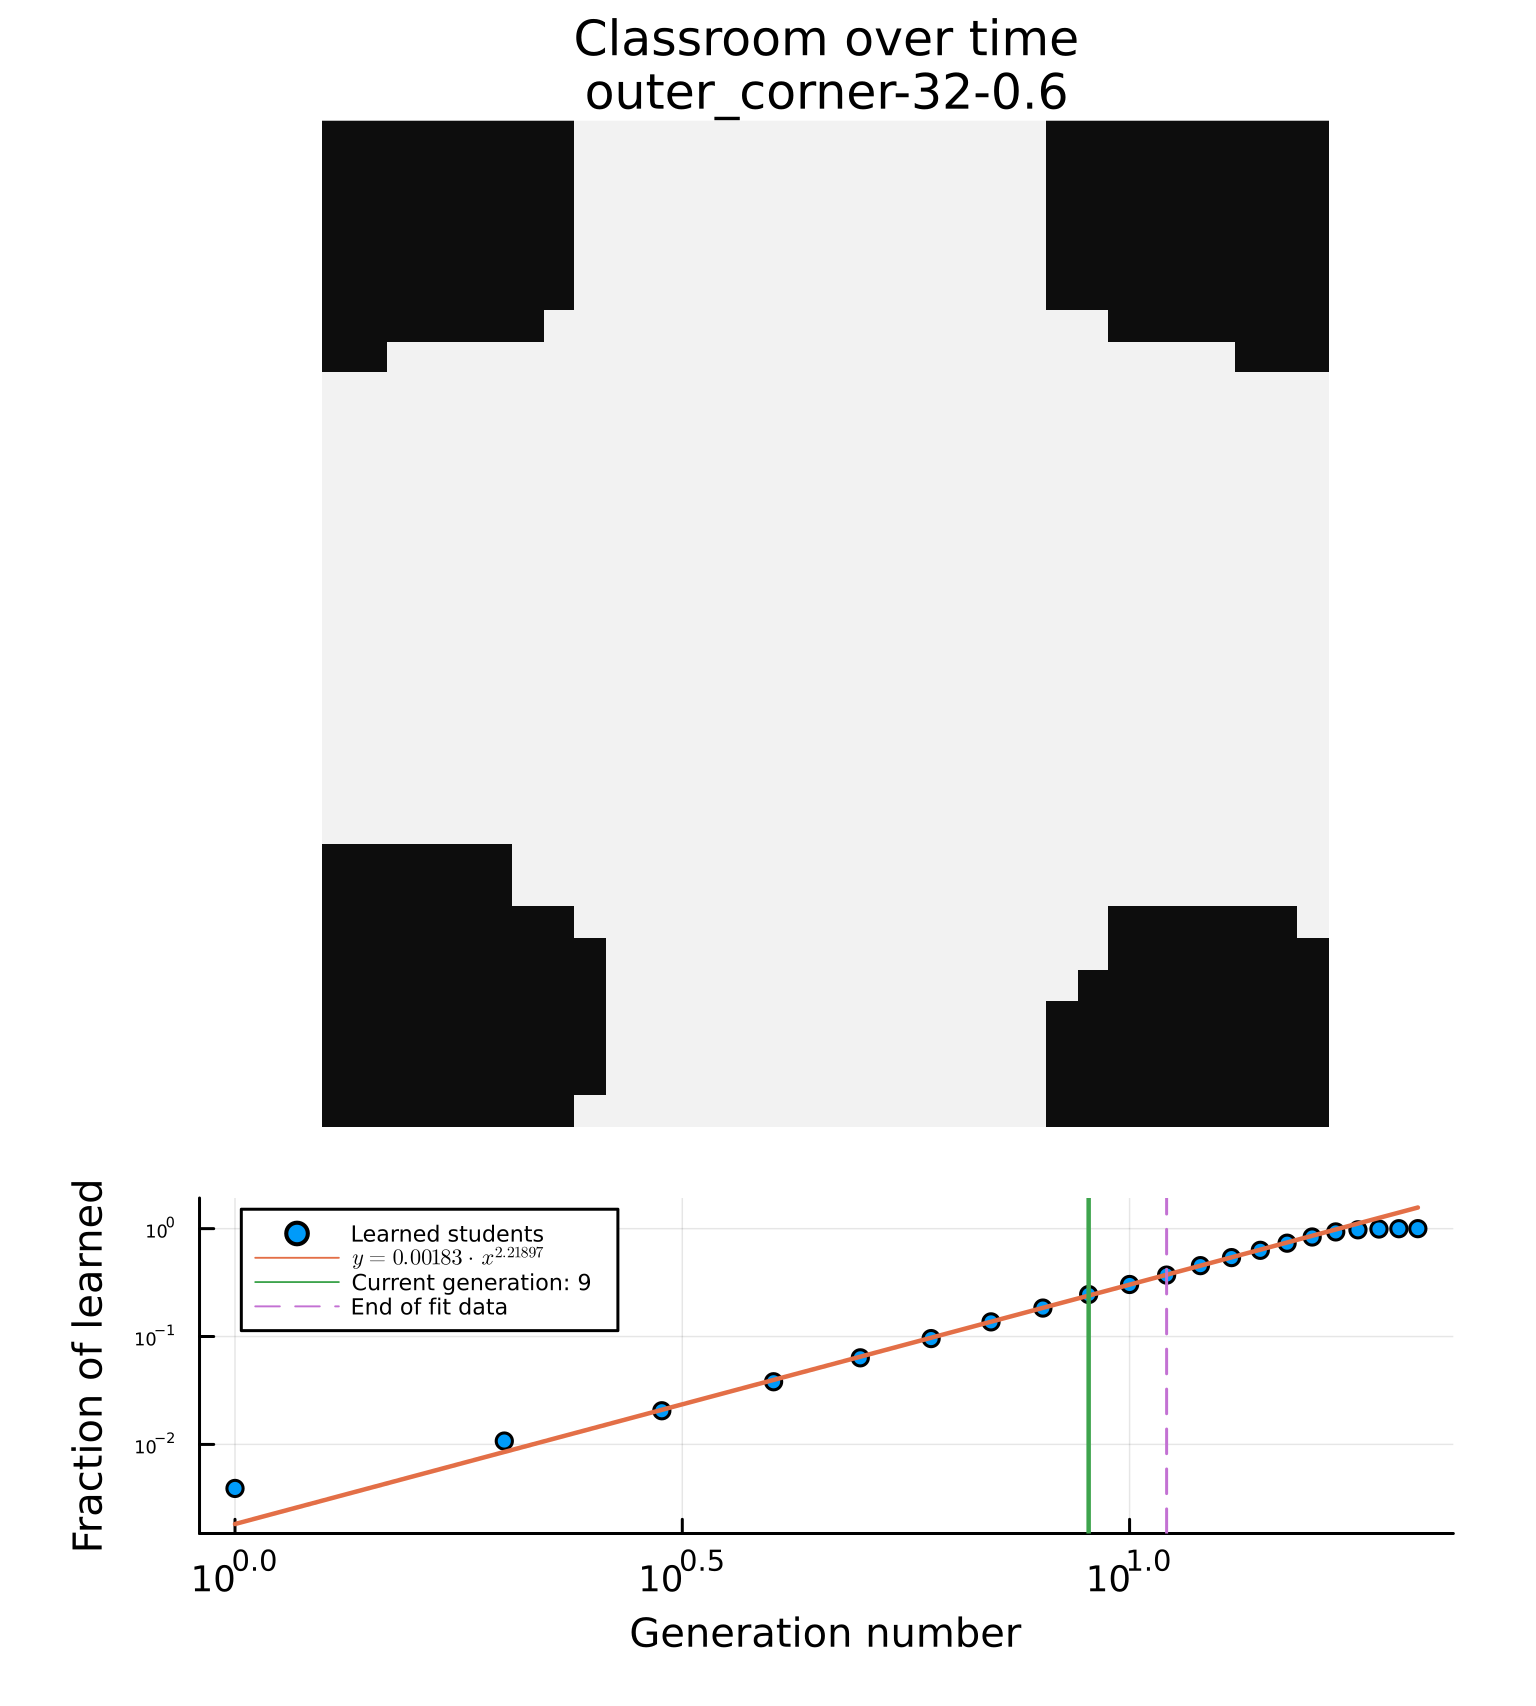 Classroom over time
outer_corner-32-0.6
Fraction of learned
10^0
10^−1
10^−2
Learned students
y = 0.00183 · x^2.21897
Current generation: 9
End of fit data
10^0.0 10^0.5 10^1.0
Generation number